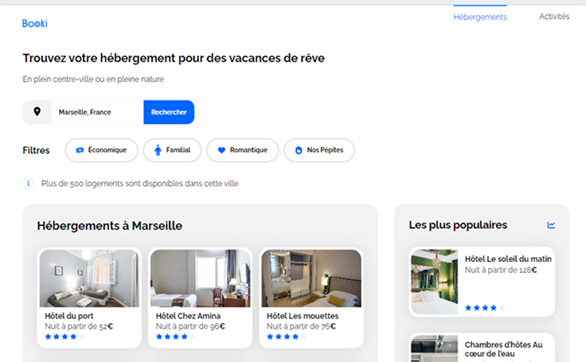 Booki
Hébergements
Activités
Trouvez votre hébergement pour des vacances de rêve
En plein centre-ville ou en pleine nature
Marseille, France
Rechercher
Filtres
Économique
Familial
Romantique
Nos Pépites
i Plus de 500 logements sont disponibles dans cette ville
Hébergements à Marseille
Hôtel du port
Nuit à partir de 52€
Hôtel Chez Amina
Nuit à partir de 96€
Hôtel Les mouettes
Nuit à partir de 76€
Les plus populaires
Hôtel Le soleil du matin
Nuit à partir de 128€
Chambres d'hôtes Au
cœur de l'eau